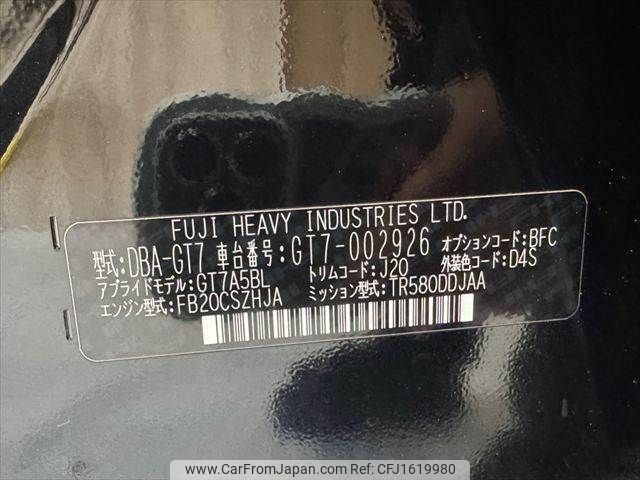 FUJI HEAVY INDUSTRIES LTD.
型式:DBA-GT7 車台番号:GT7-002926 オプションコード:BFC
アプライドモデル:GT7A5BL トリムコード:J20 外装色コード:D4S
エンジン型式:FB20CSZHJA ミッション型式:TR580DDJAA
www.CarFromJapan.com | Car Ref No: CFJ1619980